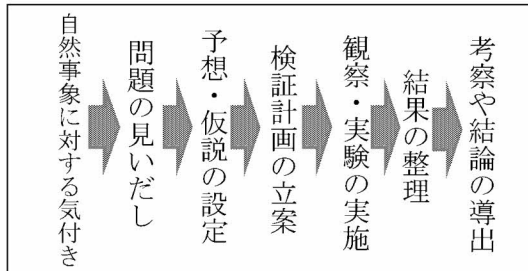 自然事象に対する気付き
問題の見いだし
予想・仮説の設定
検証計画の立案
観察・実験の実施
結果の整理
考察や結論の導出